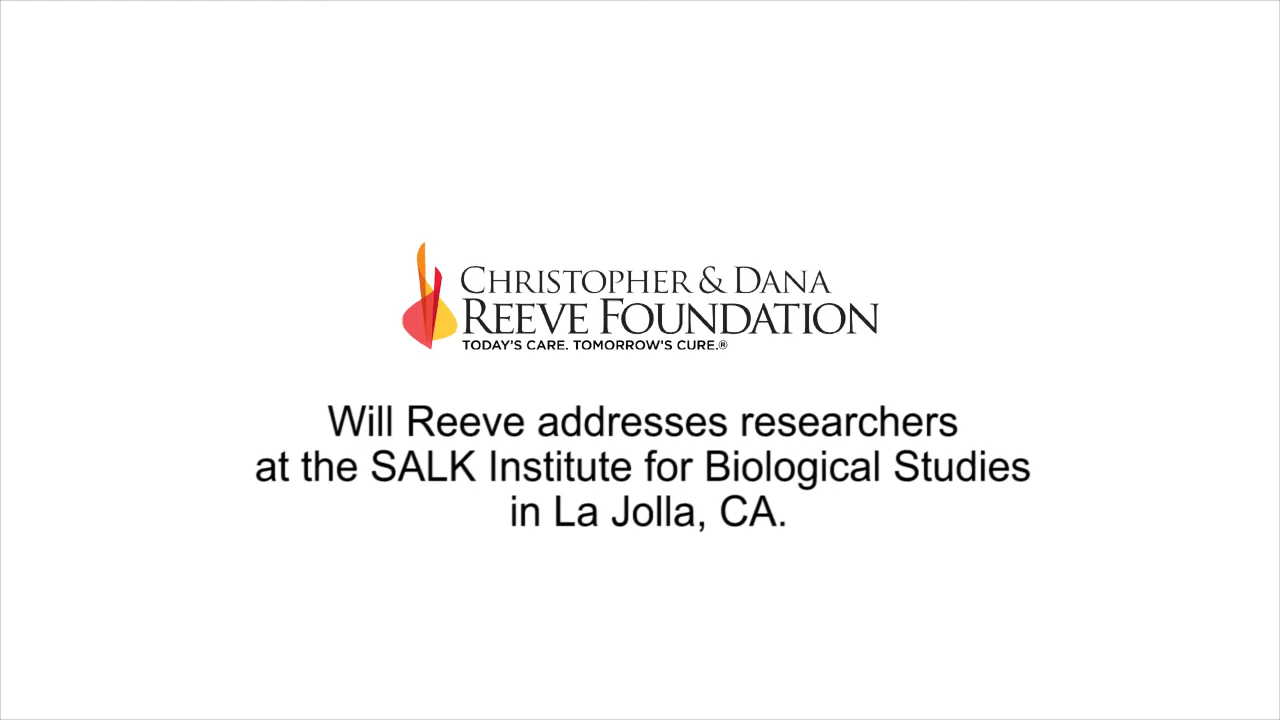 CHRISTOPHER & DANA
REEVE FOUNDATION
TODAY'S CARE. TOMORROW'S CURE.®
Will Reeve addresses researchers
at the SALK Institute for Biological Studies
in La Jolla, CA.